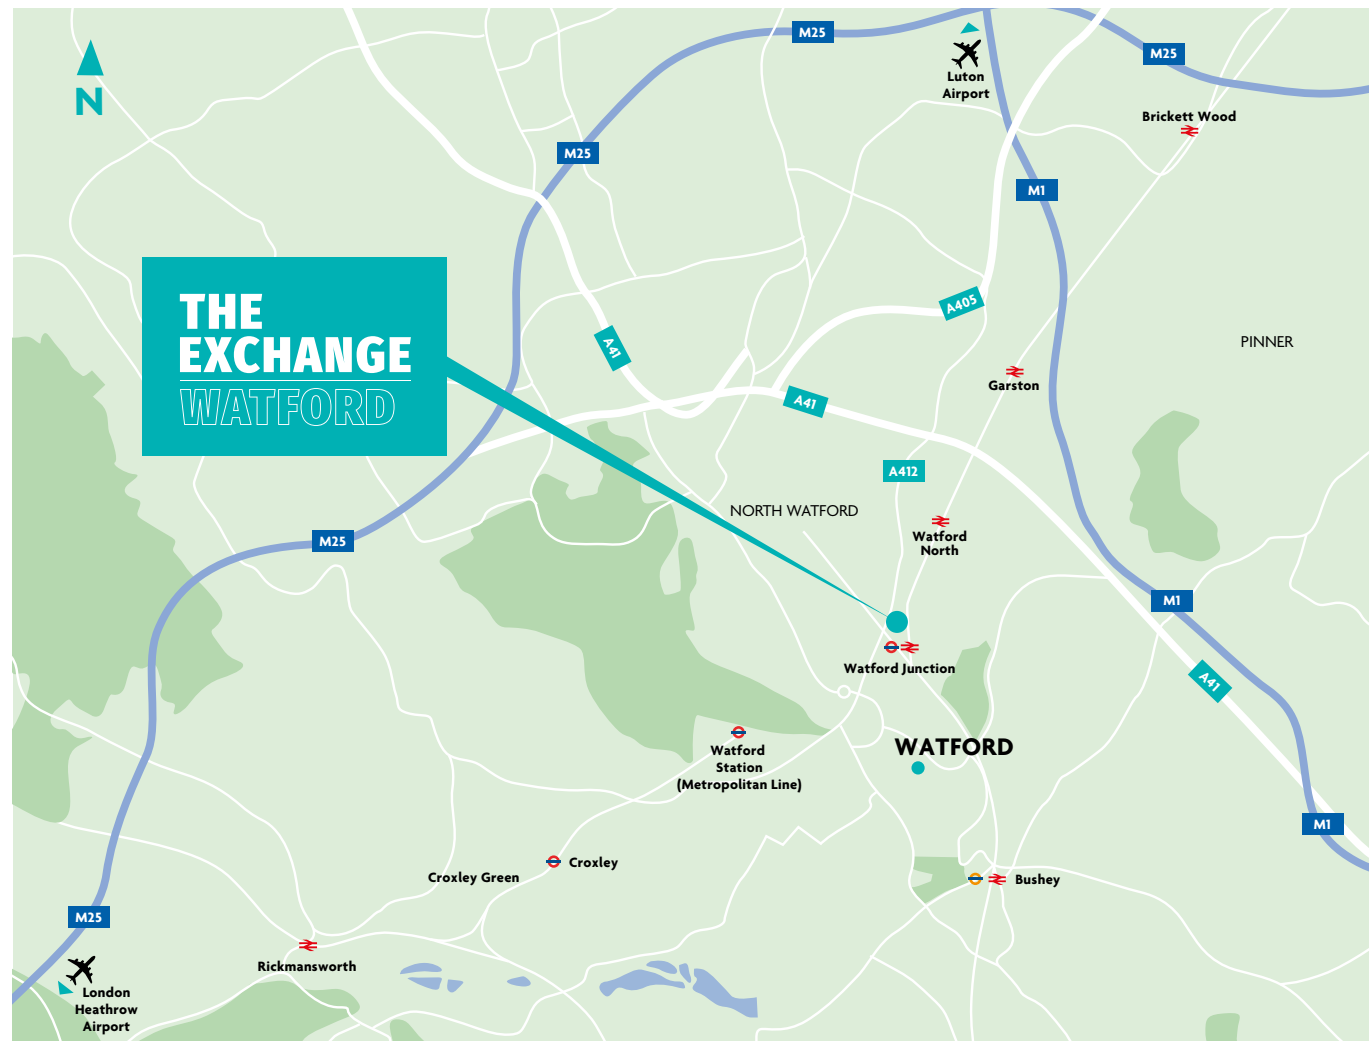 M25
M25
Luton
Airport
Brickett Wood
N
M25
M1
THE
EXCHANGE
WATFORD
A405
A41
PINNER
Garston
A41
A412
NORTH WATFORD
Watford
North
M25
M1
Watford Junction
A41
WATFORD
Watford
Station
(Metropolitan Line)
M1
Croxley
Croxley Green
Bushey
M25
Rickmansworth
London
Heathrow
Airport